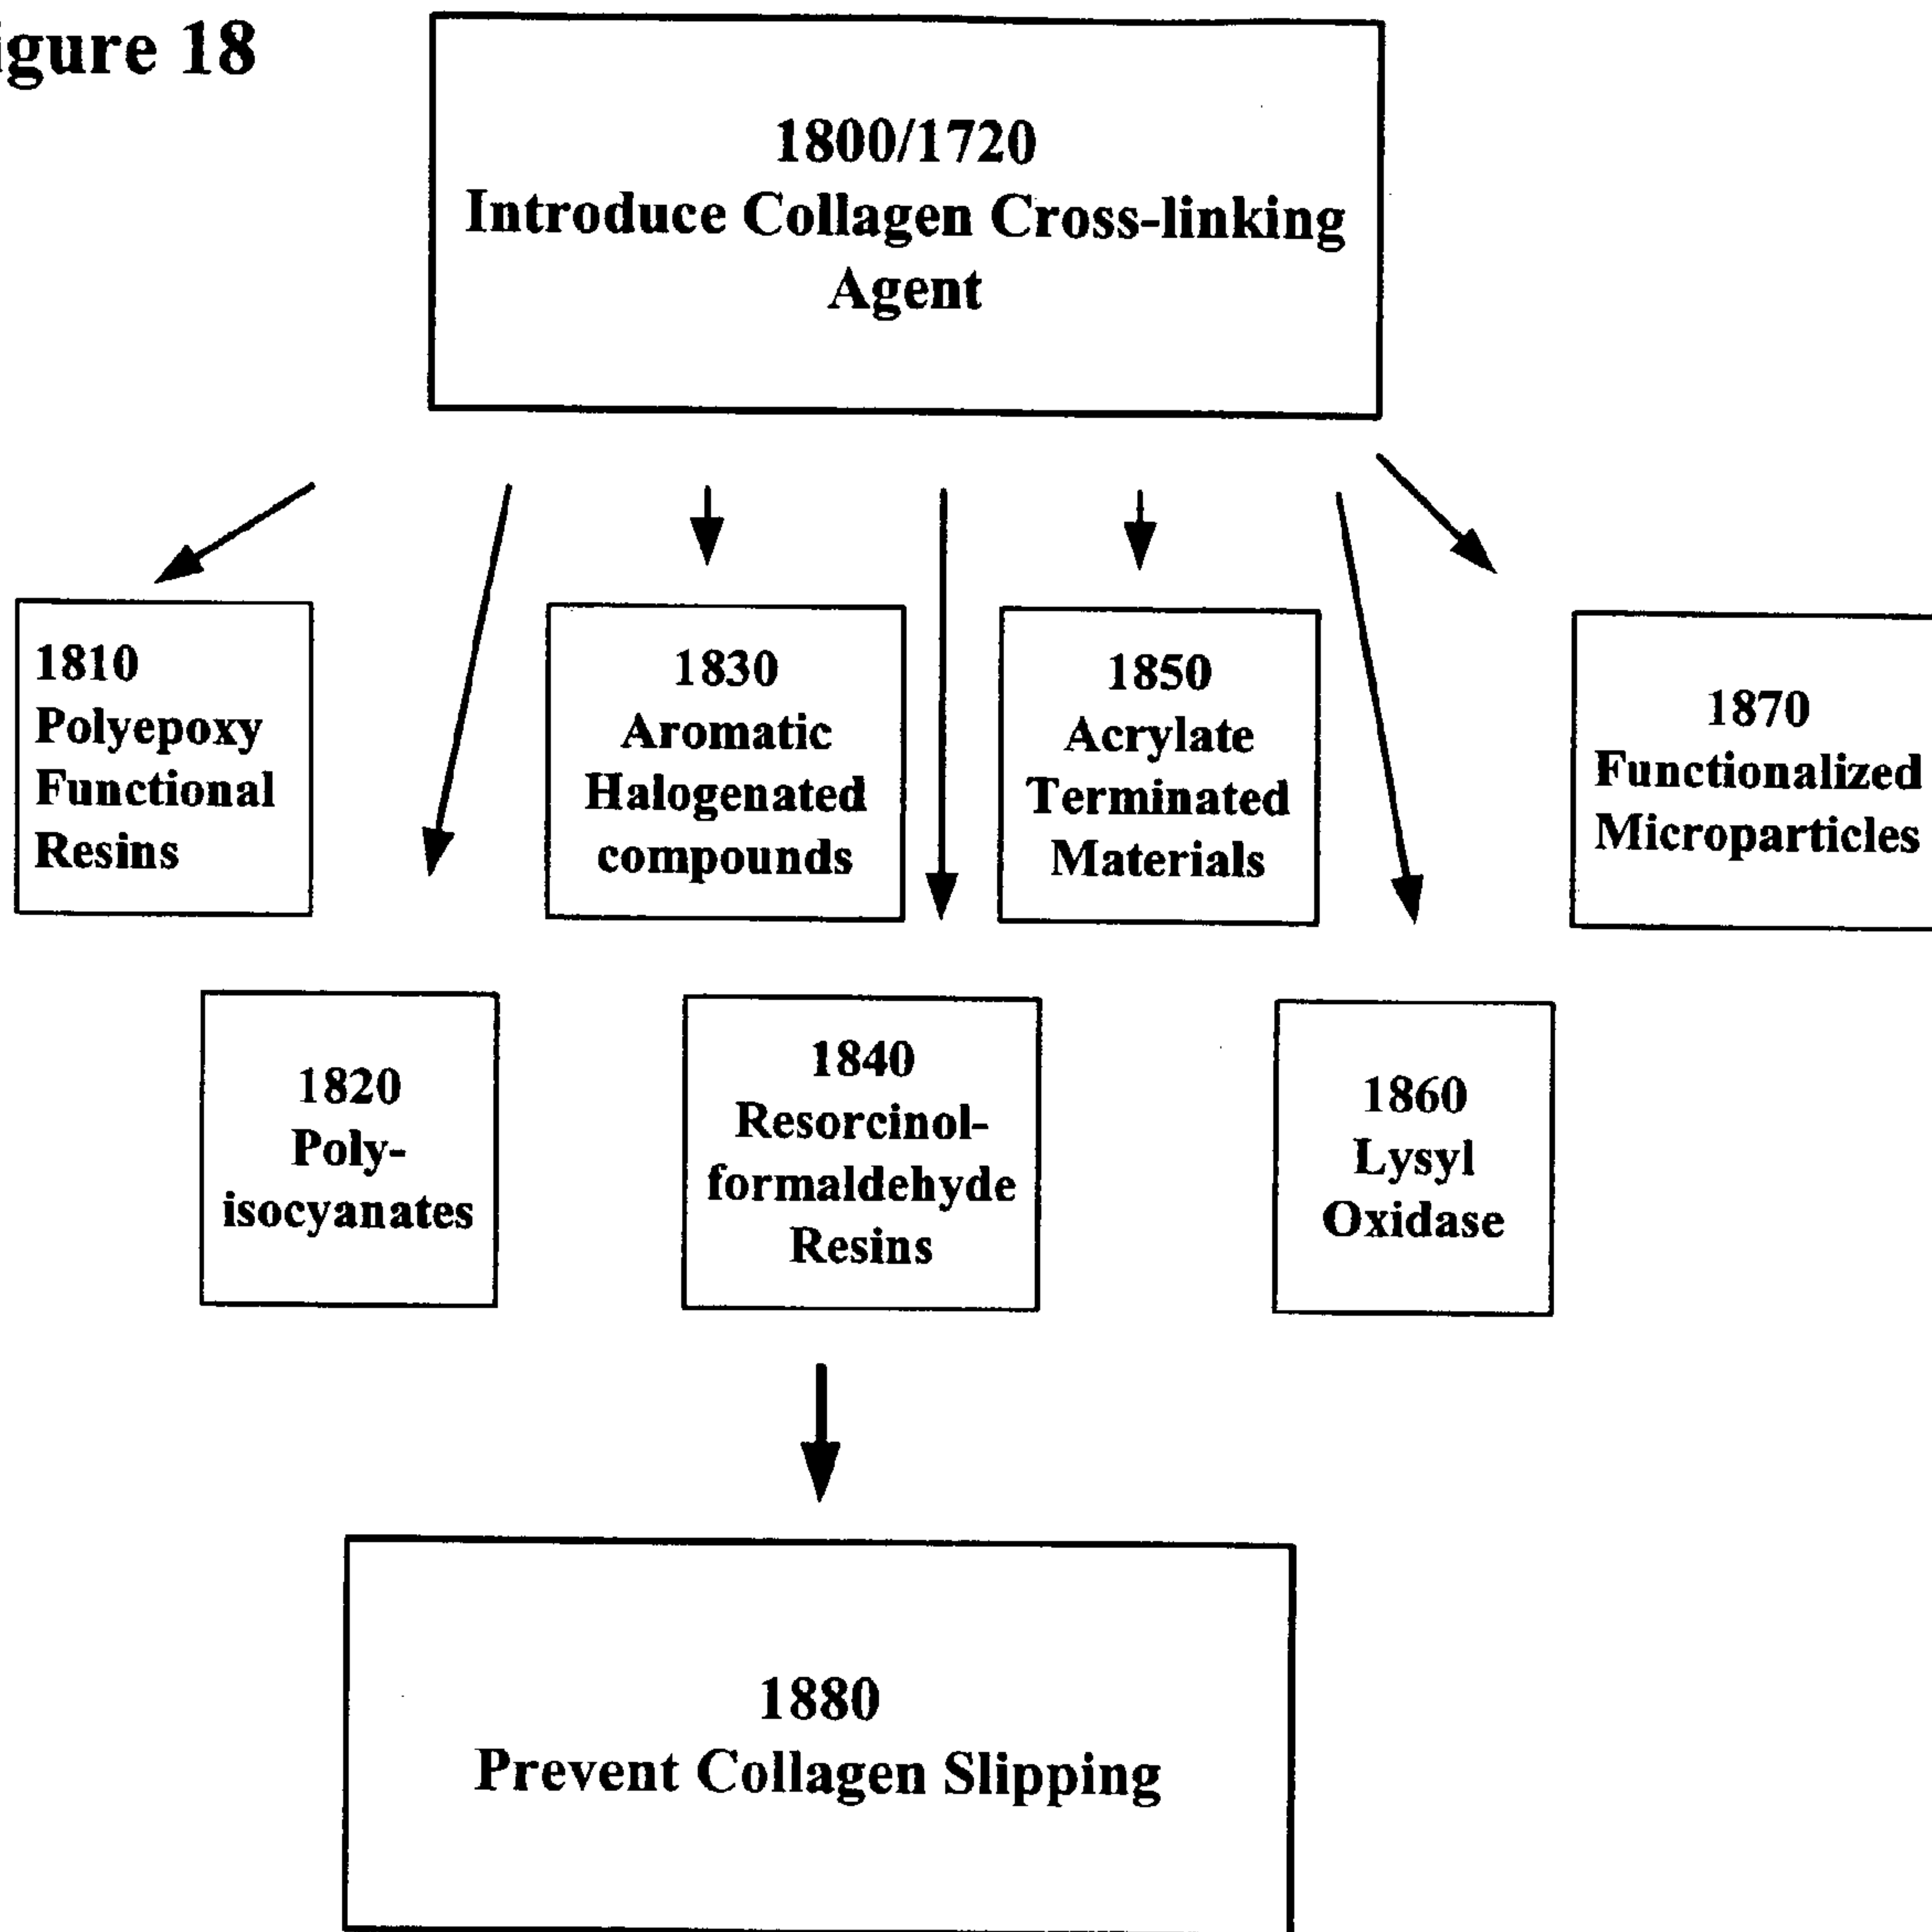 igure 18
1800/1720
Introduce Collagen Cross-linking
Agent
1810
Polyepoxy
Functional
Resins
1830
Aromatic
Halogenated
compounds
1850
Acrylate
Terminated
Materials
1870
Functionalized
Microparticles
1820
Poly-
isocyanates
1840
Resorcinol-
formaldehyde
Resins
1860
Lysyl
Oxidase
1880
Prevent Collagen Slipping